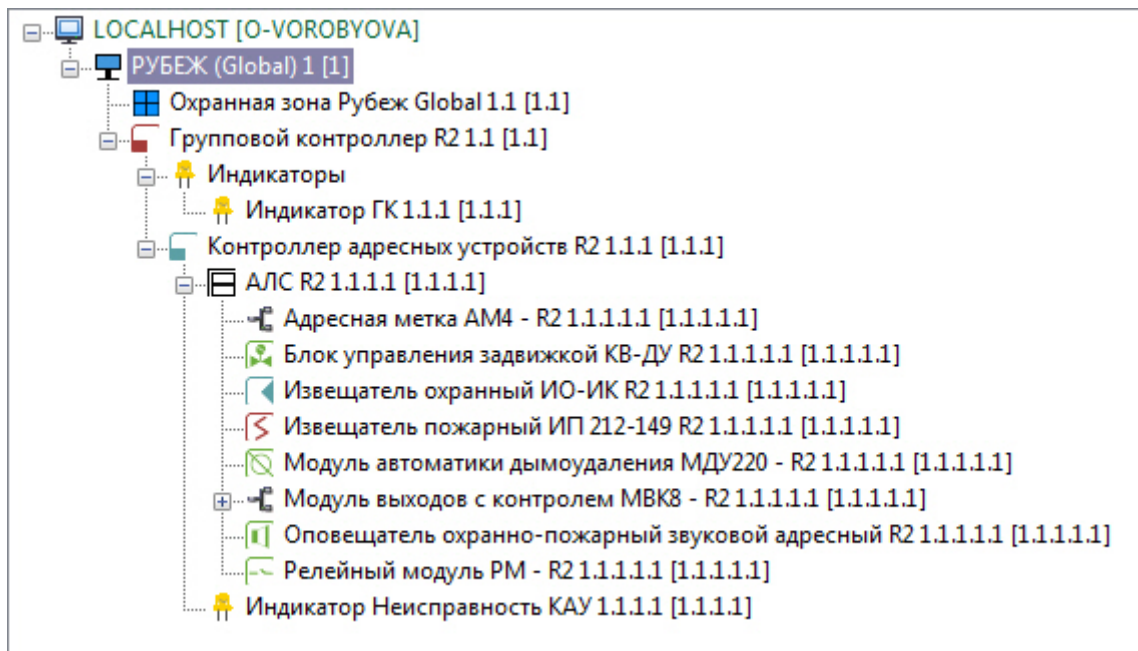 LOCALHOST [O-VOROBYOVA]
РУБЕЖ (Global) 1 [1]
Охранная зона Рубеж Global 1.1 [1.1]
Групповой контроллер R2 1.1 [1.1]
Индикаторы
Индикатор ГК 1.1.1 [1.1.1]
Контроллер адресных устройств R2 1.1.1 [1.1.1]
АЛС R2 1.1.1.1 [1.1.1.1]
Адресная метка АМ4 - R2 1.1.1.1.1 [1.1.1.1.1]
Блок управления задвижкой КВ-ДУ R2 1.1.1.1.1 [1.1.1.1.1]
Извещатель охранный ИО-ИК R2 1.1.1.1.1 [1.1.1.1.1]
Извещатель пожарный ИП 212-149 R2 1.1.1.1.1 [1.1.1.1.1]
Модуль автоматики дымоудаления МДУ220 - R2 1.1.1.1.1 [1.1.1.1.1]
Модуль выходов с контролем МВК8 - R2 1.1.1.1.1 [1.1.1.1.1]
Оповещатель охранно-пожарный звуковой адресный R2 1.1.1.1.1 [1.1.1.1.1]
Релейный модуль РМ - R2 1.1.1.1.1 [1.1.1.1.1]
Индикатор Неисправность КАУ 1.1.1.1 [1.1.1.1]